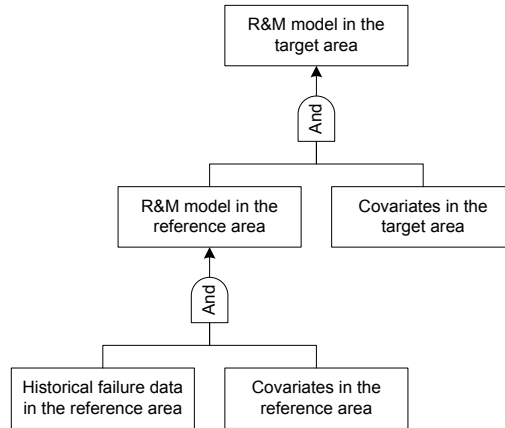 R&M model in the
target area
And
R&M model in the
reference area
Covariates in the
target area
And
Historical failure data
in the reference area
Covariates in the
reference area